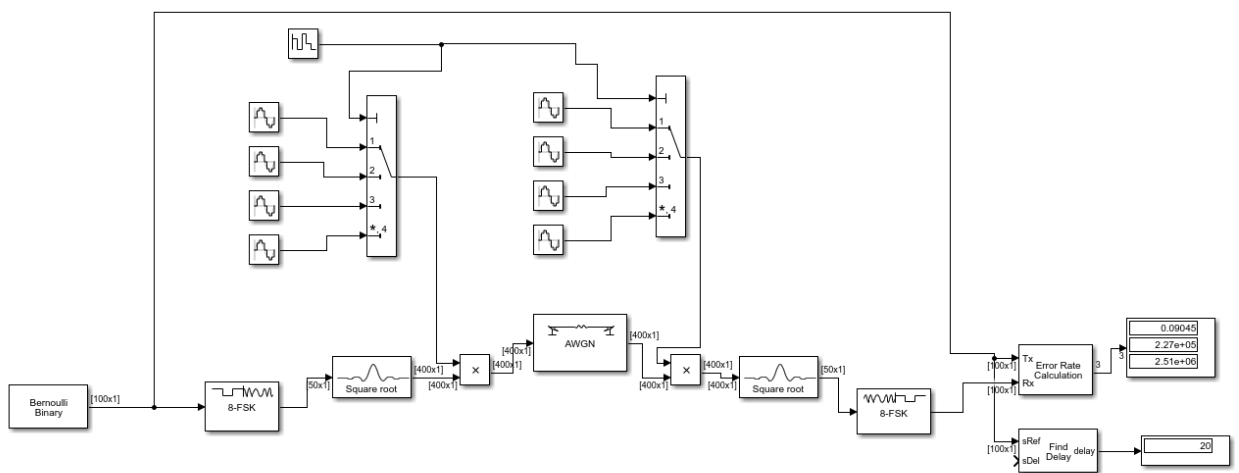 1
2
3
*, 4
1
2
3
*, 4
Bernoulli
Binary
[100x1]
8-FSK
[50x1]
Square root
[400x1]
[400x1]
×
[400x1]
[400x1]
AWGN
[400x1]
[400x1]
×
[400x1]
[400x1]
Square root
[50x1]
8-FSK
[100x1]
Tx
Rx
[100x1]
Error Rate
Calculation
3
3
0.09045
2.27e+05
2.51e+06
[100x1]
sRef
sDel
Find
Delay
delay
20